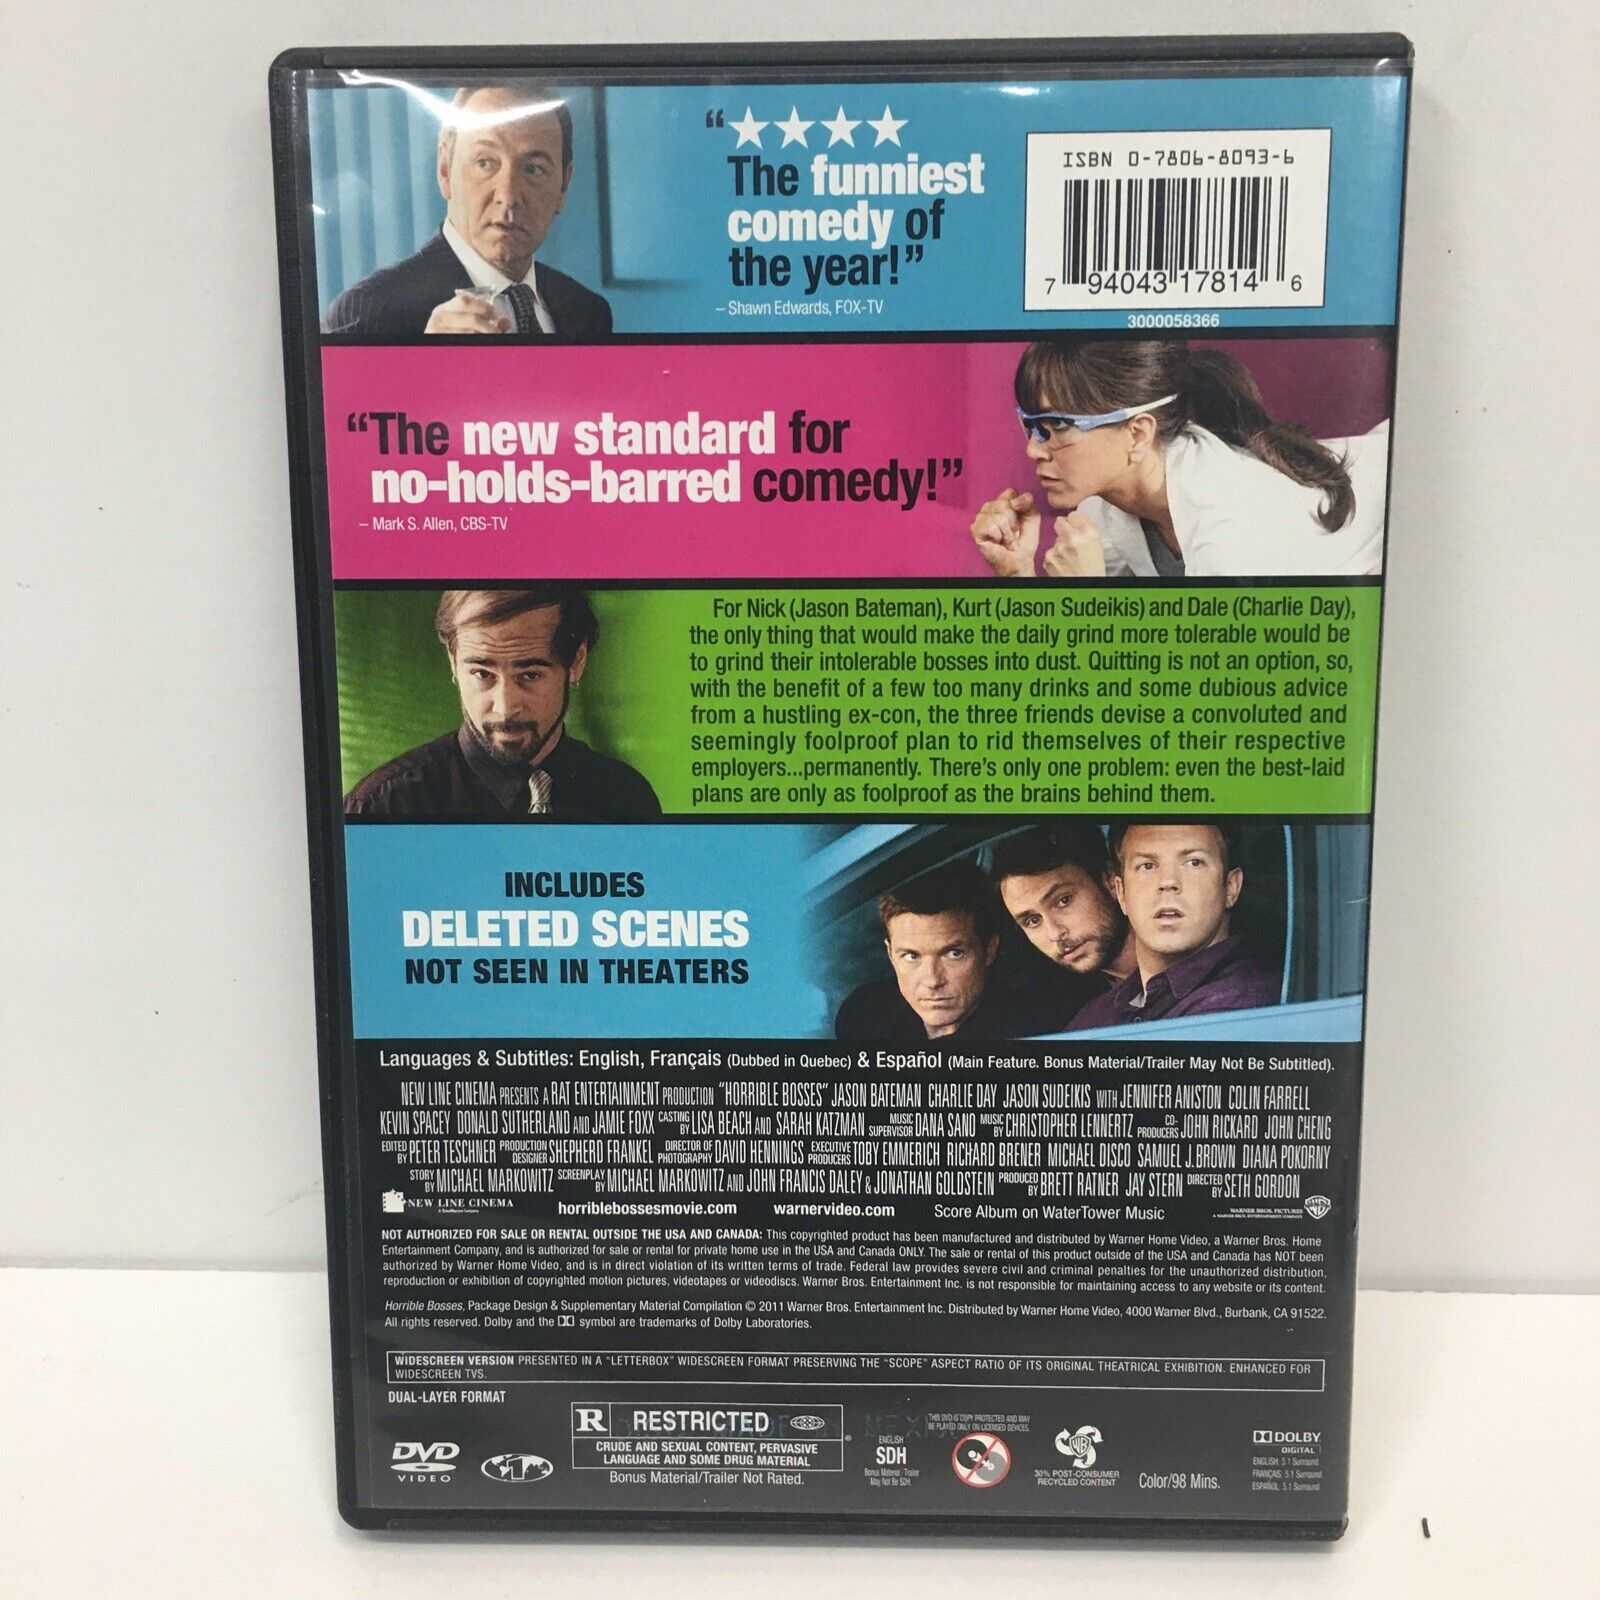 “★★★★
The funniest
comedy of
the year!”
– Shawn Edwards, FOX-TV
ISBN 0-7806-8093-6
7 94043 17814 6
3000058366
“The new standard for
no-holds-barred comedy!”
– Mark S. Allen, CBS-TV
For Nick (Jason Bateman), Kurt (Jason Sudeikis) and Dale (Charlie Day),
the only thing that would make the daily grind more tolerable would be
to grind their intolerable bosses into dust. Quitting is not an option, so,
with the benefit of a few too many drinks and some dubious advice
from a hustling ex-con, the three friends devise a convoluted and
seemingly foolproof plan to rid themselves of their respective
employers...permanently. There’s only one problem: even the best-laid
plans are only as foolproof as the brains behind them.
INCLUDES
DELETED SCENES
NOT SEEN IN THEATERS
Languages & Subtitles: English, Français (Dubbed in Quebec) & Español (Main Feature. Bonus Material/Trailer May Not Be Subtitled).
NEW LINE CINEMA PRESENTS A RAT ENTERTAINMENT PRODUCTION "HORRIBLE BOSSES" JASON BATEMAN CHARLIE DAY JASON SUDEIKIS WITH JENNIFER ANISTON COLIN FARRELL
KEVIN SPACEY DONALD SUTHERLAND AND JAMIE FOXX CASTING BY LISA BEACH AND SARAH KATZMAN MUSIC SUPERVISOR DANA SANO MUSIC BY CHRISTOPHER LENNERTZ CO-PRODUCERS JOHN RICKARD JOHN CHENG
EDITED BY PETER TESCHNER PRODUCTION DESIGNER SHEPHERD FRANKEL DIRECTOR OF PHOTOGRAPHY DAVID HENNINGS EXECUTIVE PRODUCERS TOBY EMMERICH RICHARD BRENER MICHAEL DISCO SAMUEL J. BROWN DIANA POKORNY
STORY BY MICHAEL MARKOWITZ SCREENPLAY BY MICHAEL MARKOWITZ AND JOHN FRANCIS DALEY & JONATHAN GOLDSTEIN PRODUCED BY BRETT RATNER JAY STERN DIRECTED BY SETH GORDON
NEW LINE CINEMA
horriblebossesmovie.com warnervideo.com Score Album on WaterTower Music
WARNER BROS. PICTURES
NOT AUTHORIZED FOR SALE OR RENTAL OUTSIDE THE USA AND CANADA: This copyrighted product has been manufactured and distributed by Warner Home Video, a Warner Bros. Home
Entertainment Company, and is authorized for sale or rental for private home use in the USA and Canada ONLY. The sale or rental of this product outside of the USA and Canada has NOT been
authorized by Warner Home Video, and is in direct violation of its written terms of trade. Federal law provides severe civil and criminal penalties for the unauthorized distribution,
reproduction or exhibition of copyrighted motion pictures, videotapes or videodiscs. Warner Bros. Entertainment Inc. is not responsible for maintaining access to any website or its content.
Horrible Bosses, Package Design & Supplementary Material Compilation © 2011 Warner Bros. Entertainment Inc. Distributed by Warner Home Video, 4000 Warner Blvd., Burbank, CA 91522.
All rights reserved. Dolby and the symbol are trademarks of Dolby Laboratories.
WIDESCREEN VERSION PRESENTED IN A "LETTERBOX" WIDESCREEN FORMAT PRESERVING THE "SCOPE" ASPECT RATIO OF ITS ORIGINAL THEATRICAL EXHIBITION. ENHANCED FOR
WIDESCREEN TVS.
DUAL-LAYER FORMAT
DVD
VIDEO
1
R RESTRICTED
CRUDE AND SEXUAL CONTENT, PERVASIVE
LANGUAGE AND SOME DRUG MATERIAL
Bonus Material/Trailer Not Rated.
ENGLISH
SDH
Bonus Material/Trailer
May Not Be SDH.
THIS DVD IS COPY PROTECTED AND MAY
BE PLAYED ONLY ON LICENSED DEVICES.
30% POST-CONSUMER
RECYCLED CONTENT
Color/98 Mins.
DOLBY
DIGITAL
ENGLISH: 5.1 Surround
FRANÇAIS: 5.1 Surround
ESPAÑOL: 5.1 Surround